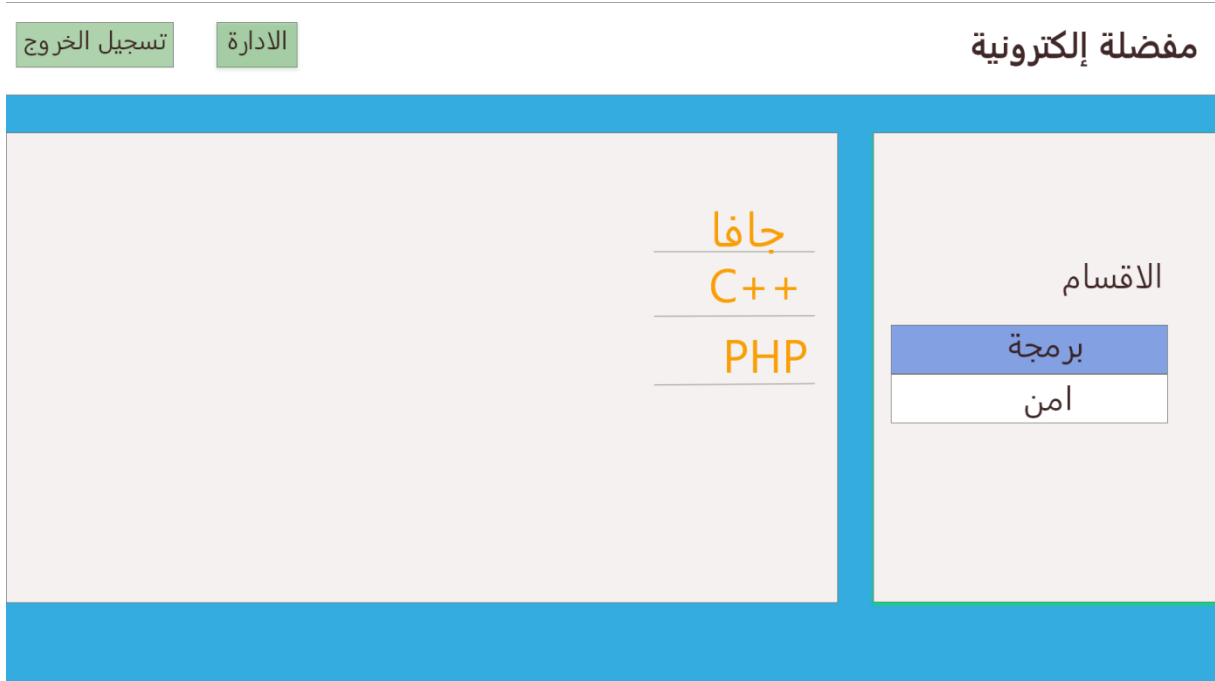 مفضلة إلكترونية
الادارة
تسجيل الخروج
الاقسام
برمجة
امن
جافا
C++
PHP